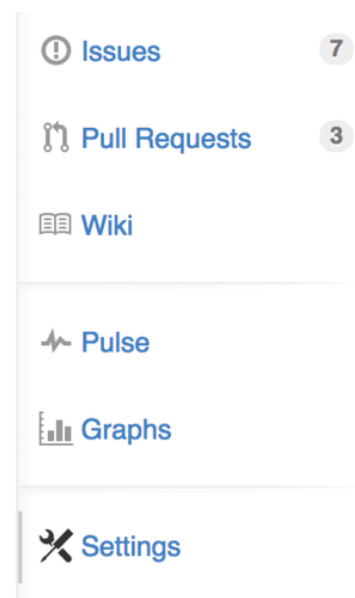 Issues 7
Pull Requests 3
Wiki
Pulse
Graphs
Settings